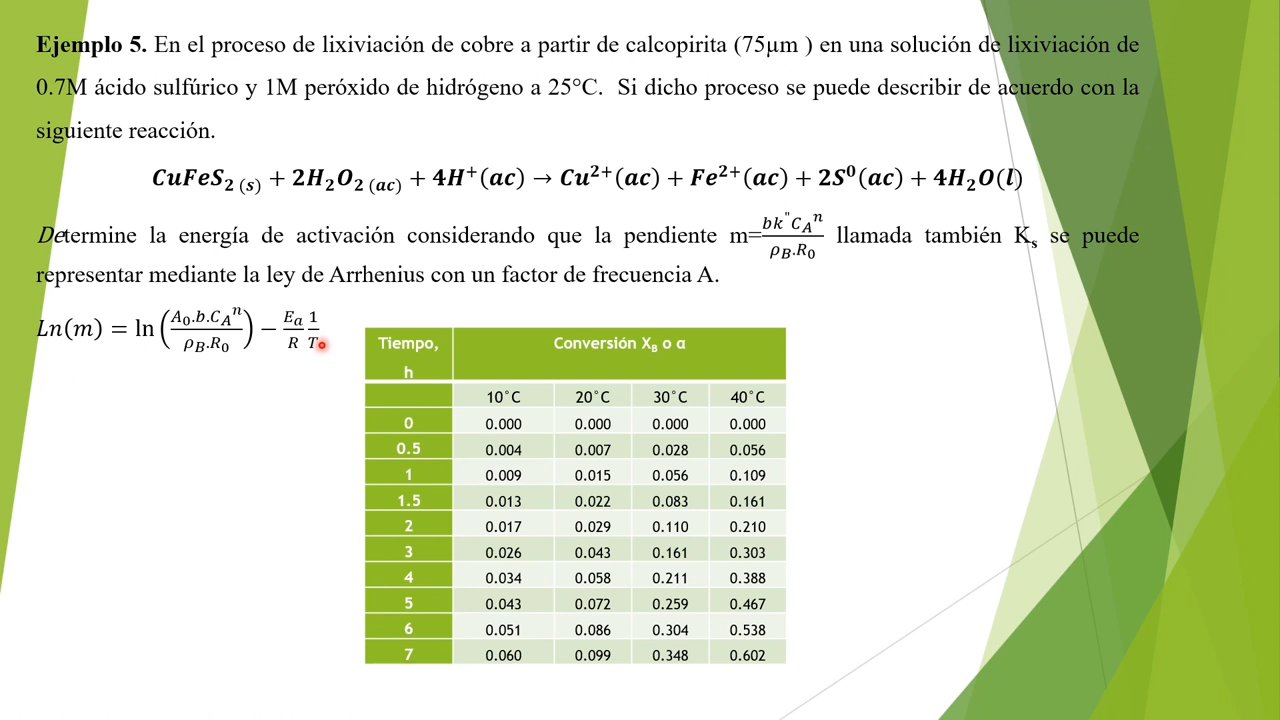 Ejemplo 5. En el proceso de lixiviación de cobre a partir de calcopirita (75µm ) en una solución de lixiviación de
0.7M ácido sulfúrico y 1M peróxido de hidrógeno a 25°C. Si dicho proceso se puede describir de acuerdo con la
siguiente reacción.
CuFeS₂ (s) + 2H₂O₂ (ac) + 4H⁺(ac) → Cu²⁺(ac) + Fe²⁺(ac) + 2S⁰(ac) + 4H₂O(l)
Determine la energía de activación considerando que la pendiente m=bk"C_Aⁿ/ρ_B.R₀ llamada también Kₛ se puede
representar mediante la ley de Arrhenius con un factor de frecuencia A.
Ln(m) = ln(A₀.b.C_Aⁿ/ρ_B.R₀) − E_a/R 1/T
Tiempo, h Conversión X_B o α
10°C 20°C 30°C 40°C
0 0.000 0.000 0.000 0.000
0.5 0.004 0.007 0.028 0.056
1 0.009 0.015 0.056 0.109
1.5 0.013 0.022 0.083 0.161
2 0.017 0.029 0.110 0.210
3 0.026 0.043 0.161 0.303
4 0.034 0.058 0.211 0.388
5 0.043 0.072 0.259 0.467
6 0.051 0.086 0.304 0.538
7 0.060 0.099 0.348 0.602